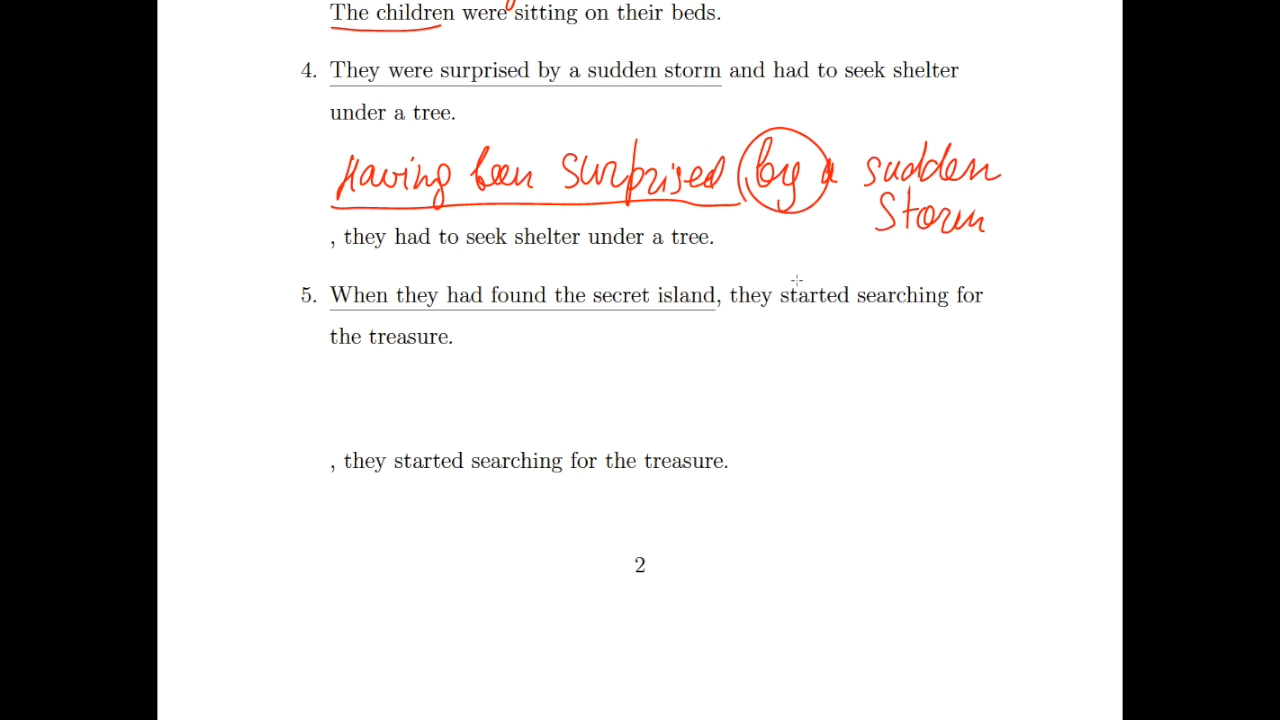 The children were sitting on their beds.
4. They were surprised by a sudden storm and had to seek shelter
under a tree.
Having been surprised by a sudden
storm
, they had to seek shelter under a tree.
5. When they had found the secret island, they started searching for
the treasure.
, they started searching for the treasure.
2